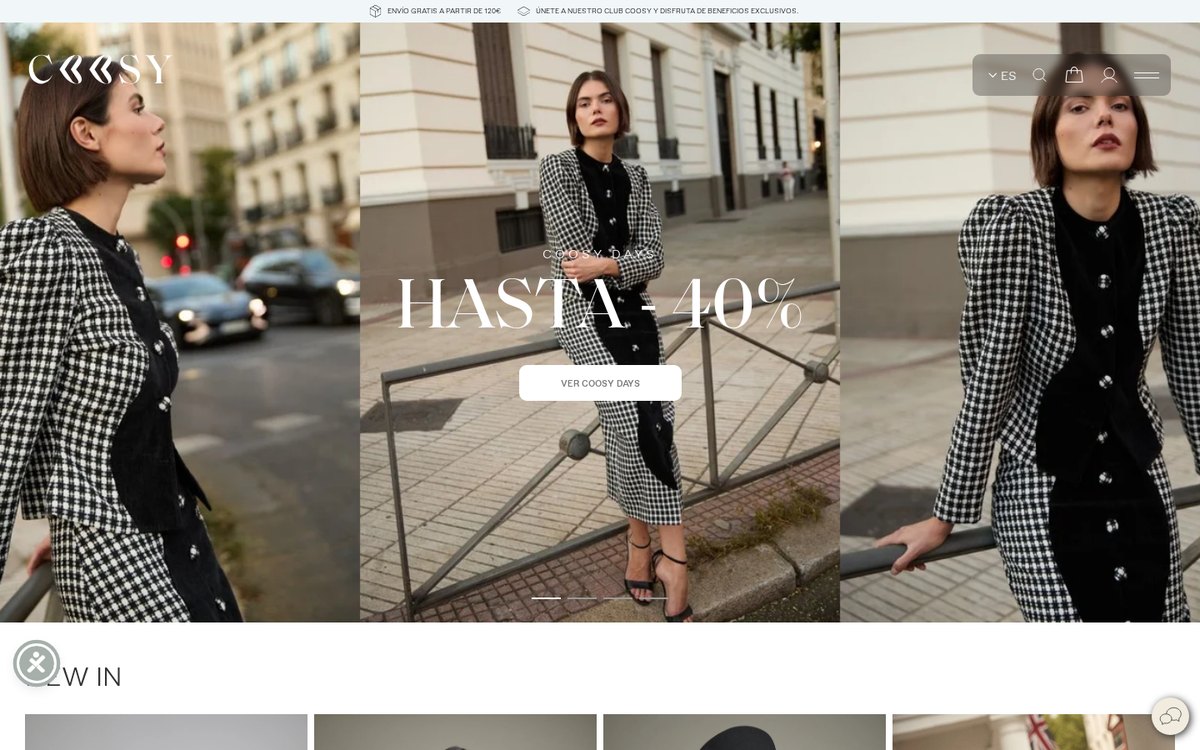 ENVÍO GRATIS A PARTIR DE 120€
ÚNETE A NUESTRO CLUB COOSY Y DISFRUTA DE BENEFICIOS EXCLUSIVOS.
COOSY
ES
COOSY DAYS
HASTA - 40%
VER COOSY DAYS
EW IN